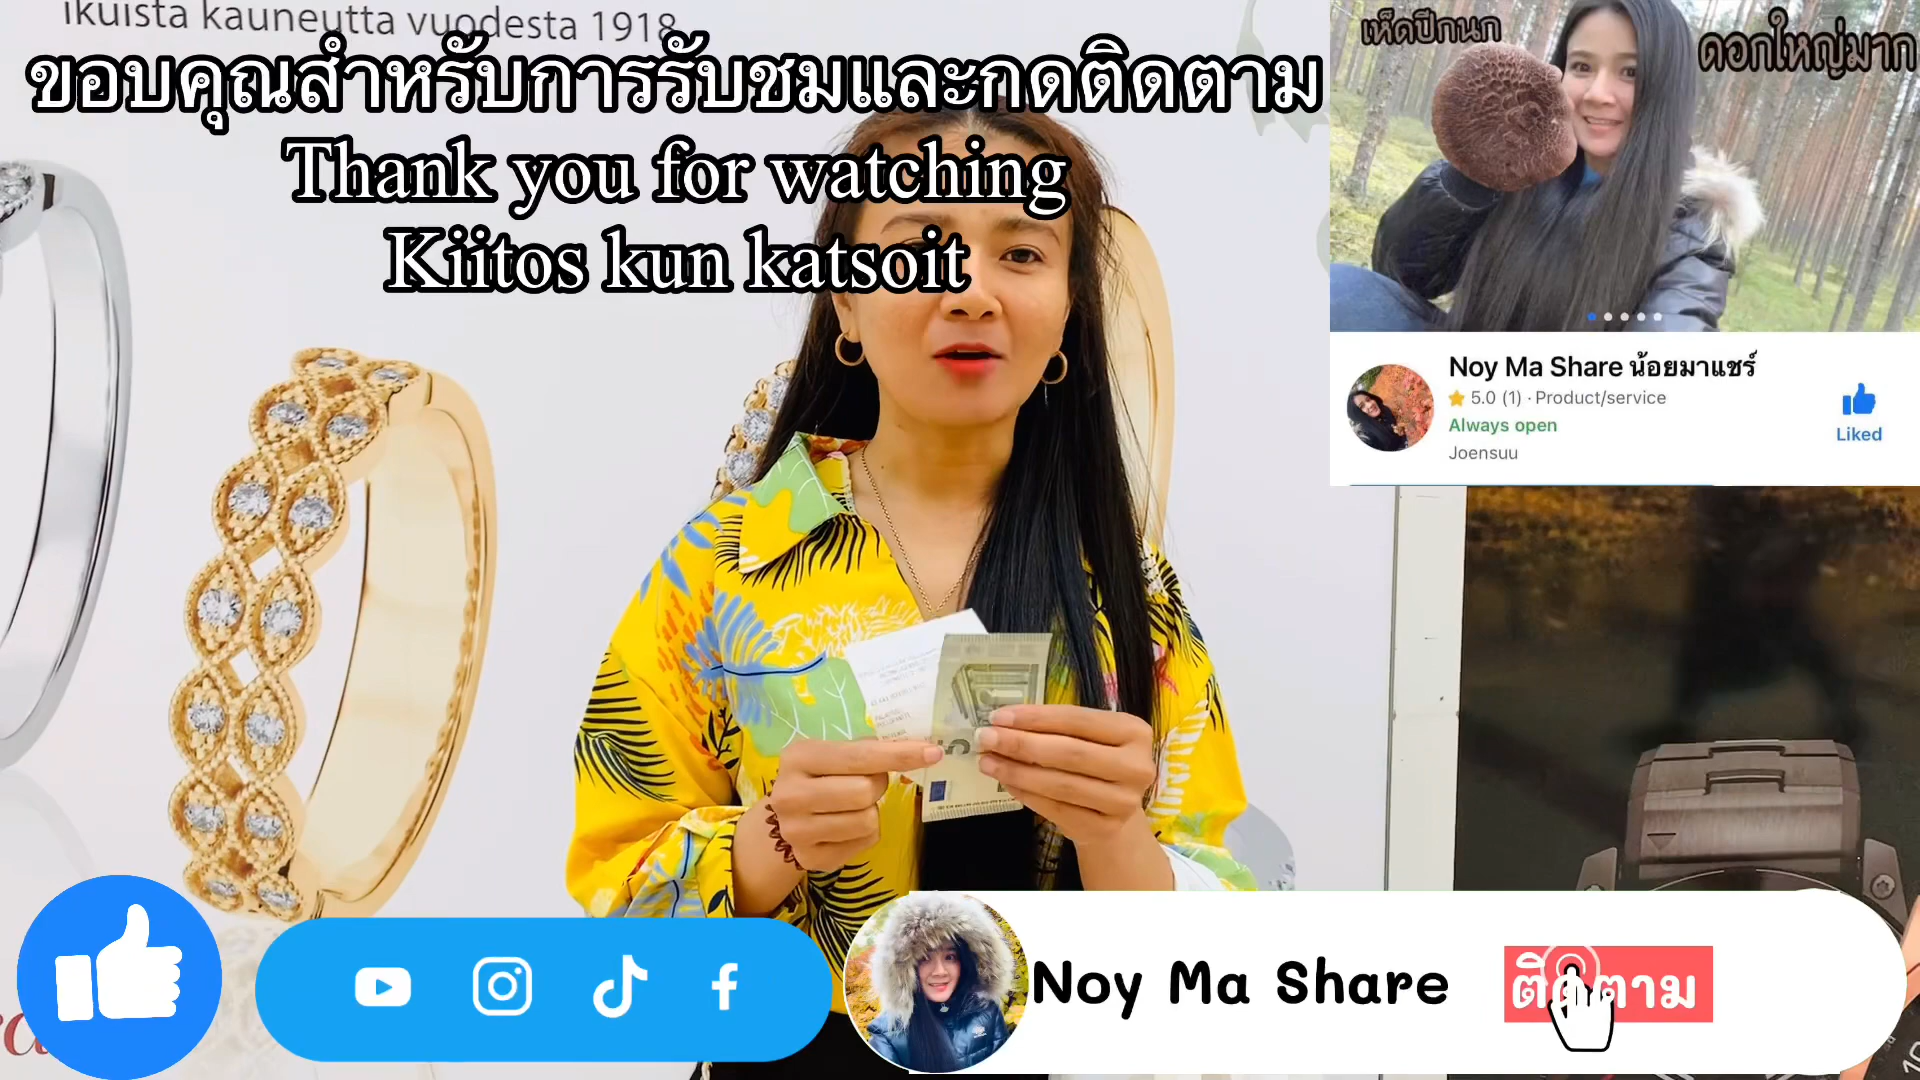 ikuista kauneutta vuodesta 1918
ขอบคุณสำหรับการรับชมและกดติดตาม
Thank you for watching
Kiitos kun katsoit
เห็ดปีกนก
ดอกใหญ่มาก
Noy Ma Share น้อยมาแชร์
5.0 (1) · Product/service
Always open
Joensuu
Liked
5
Noy Ma Share
ติดตาม
10